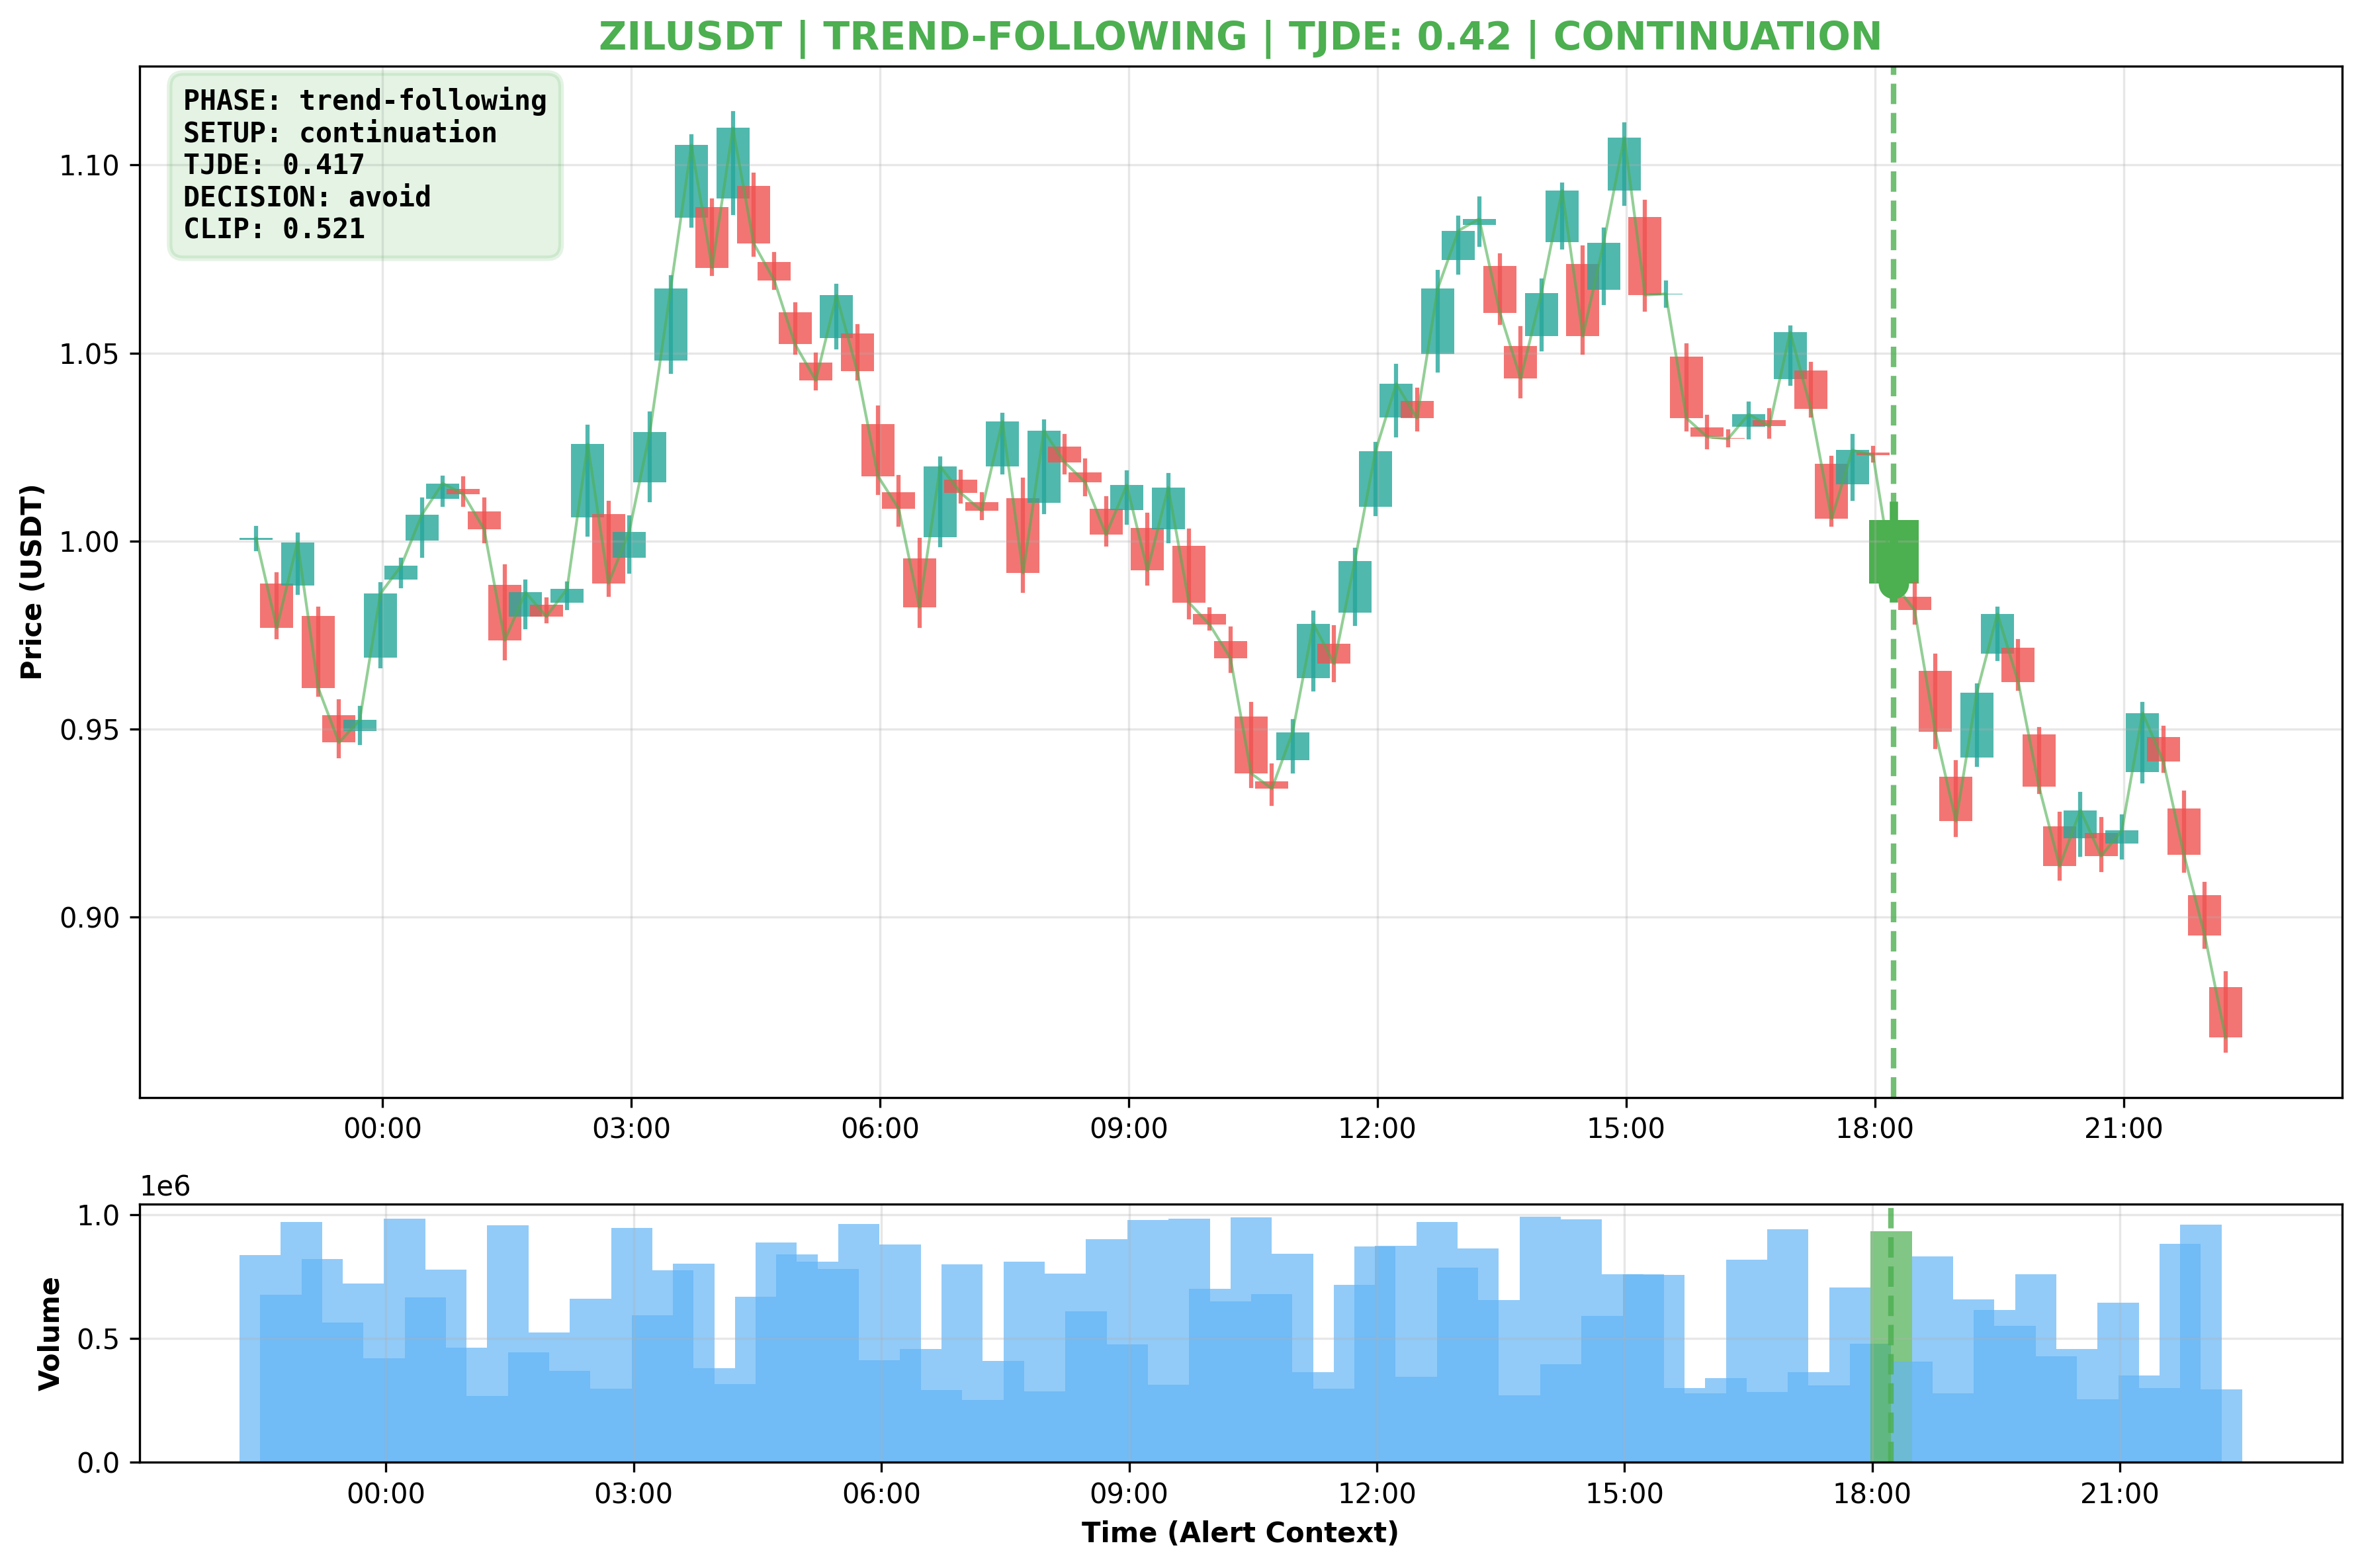 ZILUSDT | TREND-FOLLOWING | TJDE: 0.42 | CONTINUATION
PHASE: trend-following
SETUP: continuation
TJDE: 0.417
DECISION: avoid
CLIP: 0.521
Price (USDT)
1.10
1.05
1.00
0.95
0.90
00:00 03:00 06:00 09:00 12:00 15:00 18:00 21:00
1e6
Volume
1.0
0.5
0.0
00:00 03:00 06:00 09:00 12:00 15:00 18:00 21:00
Time (Alert Context)